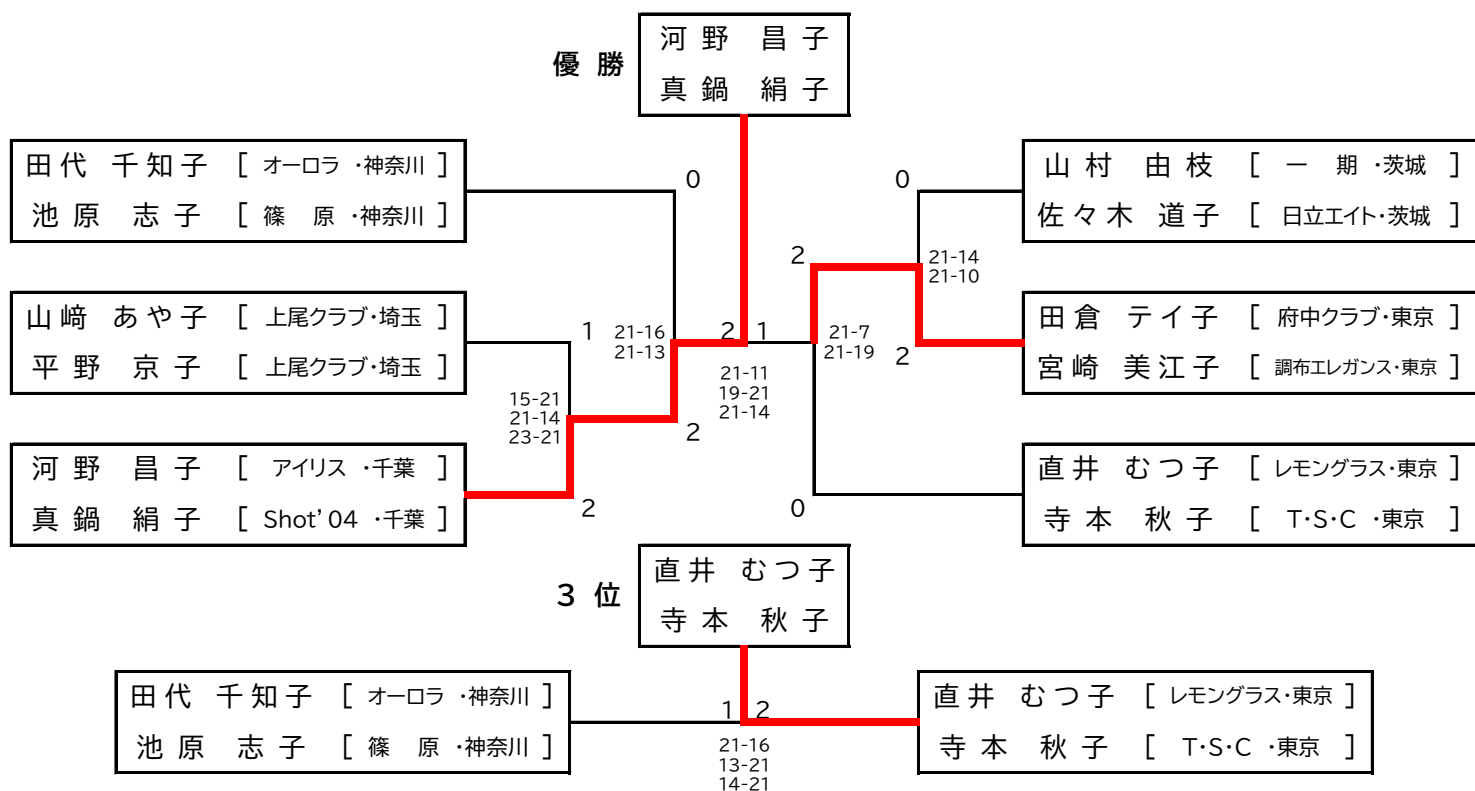 優 勝
河 野 昌 子
真 鍋 絹 子
田 代 千 知 子 [ オーロラ ・神奈川 ]
池 原 志 子 [ 篠 原 ・神奈川 ]
山 﨑 あ や 子 [ 上尾クラブ・埼玉 ]
平 野 京 子 [ 上尾クラブ・埼玉 ]
河 野 昌 子 [ アイリス ・千葉 ]
真 鍋 絹 子 [ Shot’04 ・千葉 ]
0
1
21-16
21-13
15-21
21-14
23-21
2
2
2 1
21-11
19-21
21-14
山 村 由 枝 [ 一 期 ・茨城 ]
佐 々 木 道 子 [ 日立エイト・茨城 ]
田 倉 テ イ 子 [ 府中クラブ・東京 ]
宮 崎 美 江 子 [ 調布エレガンス・東京 ]
直 井 む つ 子 [ レモングラス・東京 ]
寺 本 秋 子 [ T・S・C ・東京 ]
0
2
21-14
21-10
21-7
21-19
2
0
3 位
直 井 む つ 子
寺 本 秋 子
田 代 千 知 子 [ オーロラ ・神奈川 ]
池 原 志 子 [ 篠 原 ・神奈川 ]
1 2
21-16
13-21
14-21
直 井 む つ 子 [ レモングラス・東京 ]
寺 本 秋 子 [ T・S・C ・東京 ]